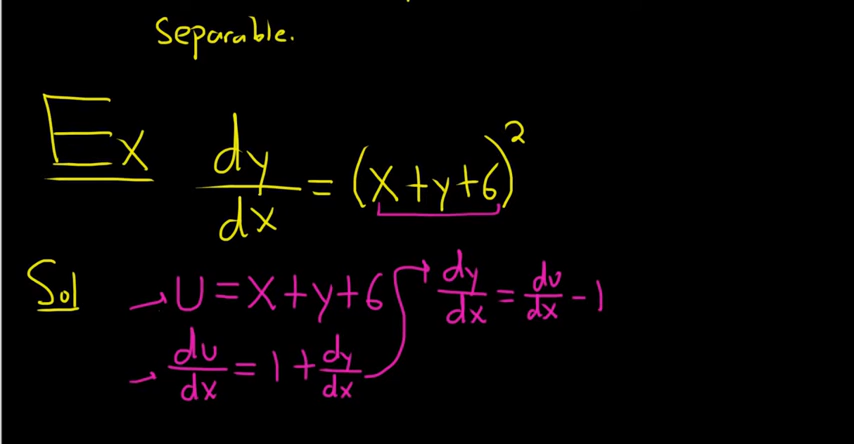 Separable.
Ex dy/dx = (x+y+6)²
Sol → U = x+y+6 → dy/dx = du/dx - 1
→ du/dx = 1 + dy/dx